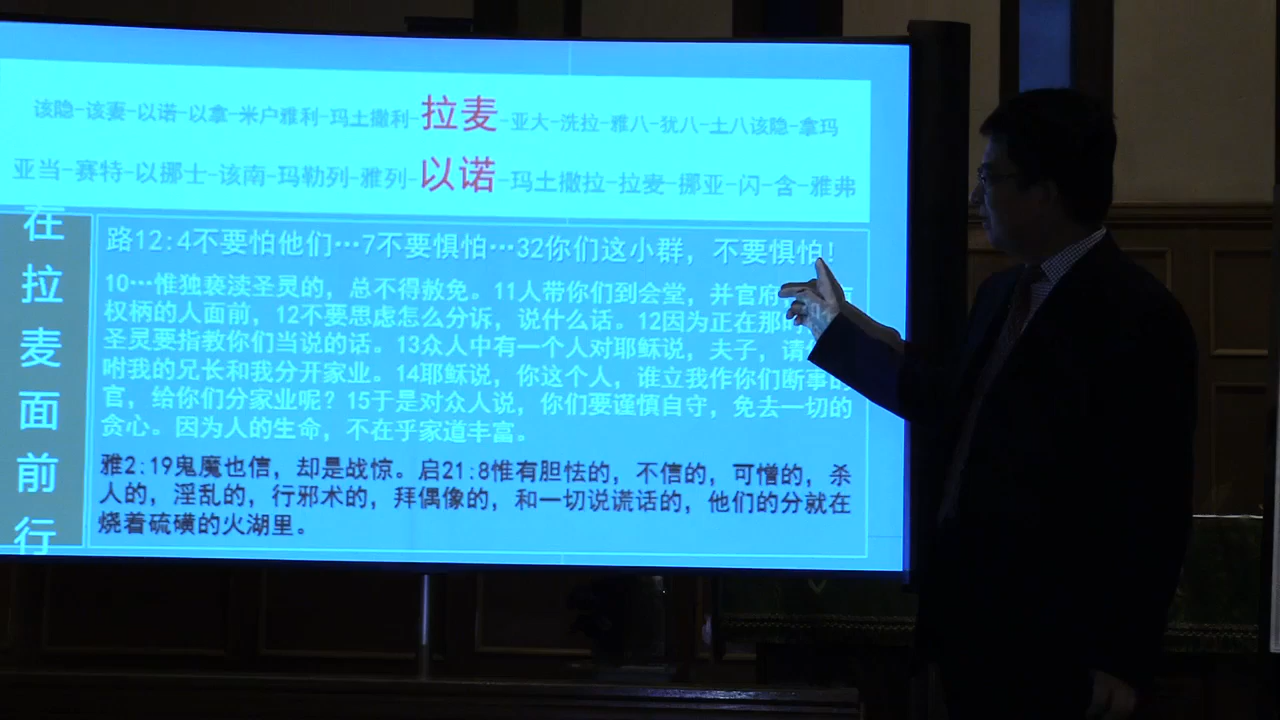 该隐-该妻-以诺-以拿-米户雅利-玛土撒利-拉麦-亚大-洗拉-雅八-犹八-土八该隐-拿玛
亚当-赛特-以挪士-该南-玛勒列-雅列-以诺-玛土撒拉-拉麦-挪亚-闪-含-雅弗
在拉麦面前行
路12:4不要怕他们…7不要惧怕…32你们这小群，不要惧怕!
10…惟独亵渎圣灵的，总不得赦免。11人带你们到会堂，并官府
权柄的人面前，12不要思虑怎么分诉，说什么话。12因为正在那时
圣灵要指教你们当说的话。13众人中有一个人对耶稣说，夫子，请
咐我的兄长和我分开家业。14耶稣说，你这个人，谁立我作你们断事的
官，给你们分家业呢？15于是对众人说，你们要谨慎自守，免去一切的
贪心。因为人的生命，不在乎家道丰富。
雅2:19鬼魔也信，却是战惊。启21:8惟有胆怯的，不信的，可憎的，杀
人的，淫乱的，行邪术的，拜偶像的，和一切说谎话的，他们的分就在
烧着硫磺的火湖里。